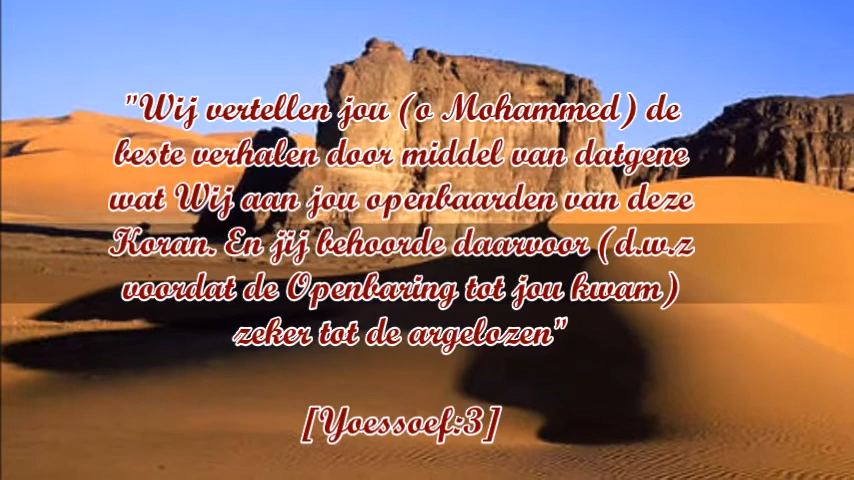 "Wij vertellen jou (o Mohammed) de
beste verhalen door middel van datgene
wat Wij aan jou openbaarden van deze
Koran. En jij behoorde daarvoor (d.w.z
voordat de Openbaring tot jou kwam)
zeker tot de argelozen"
[Yoessoef:3]